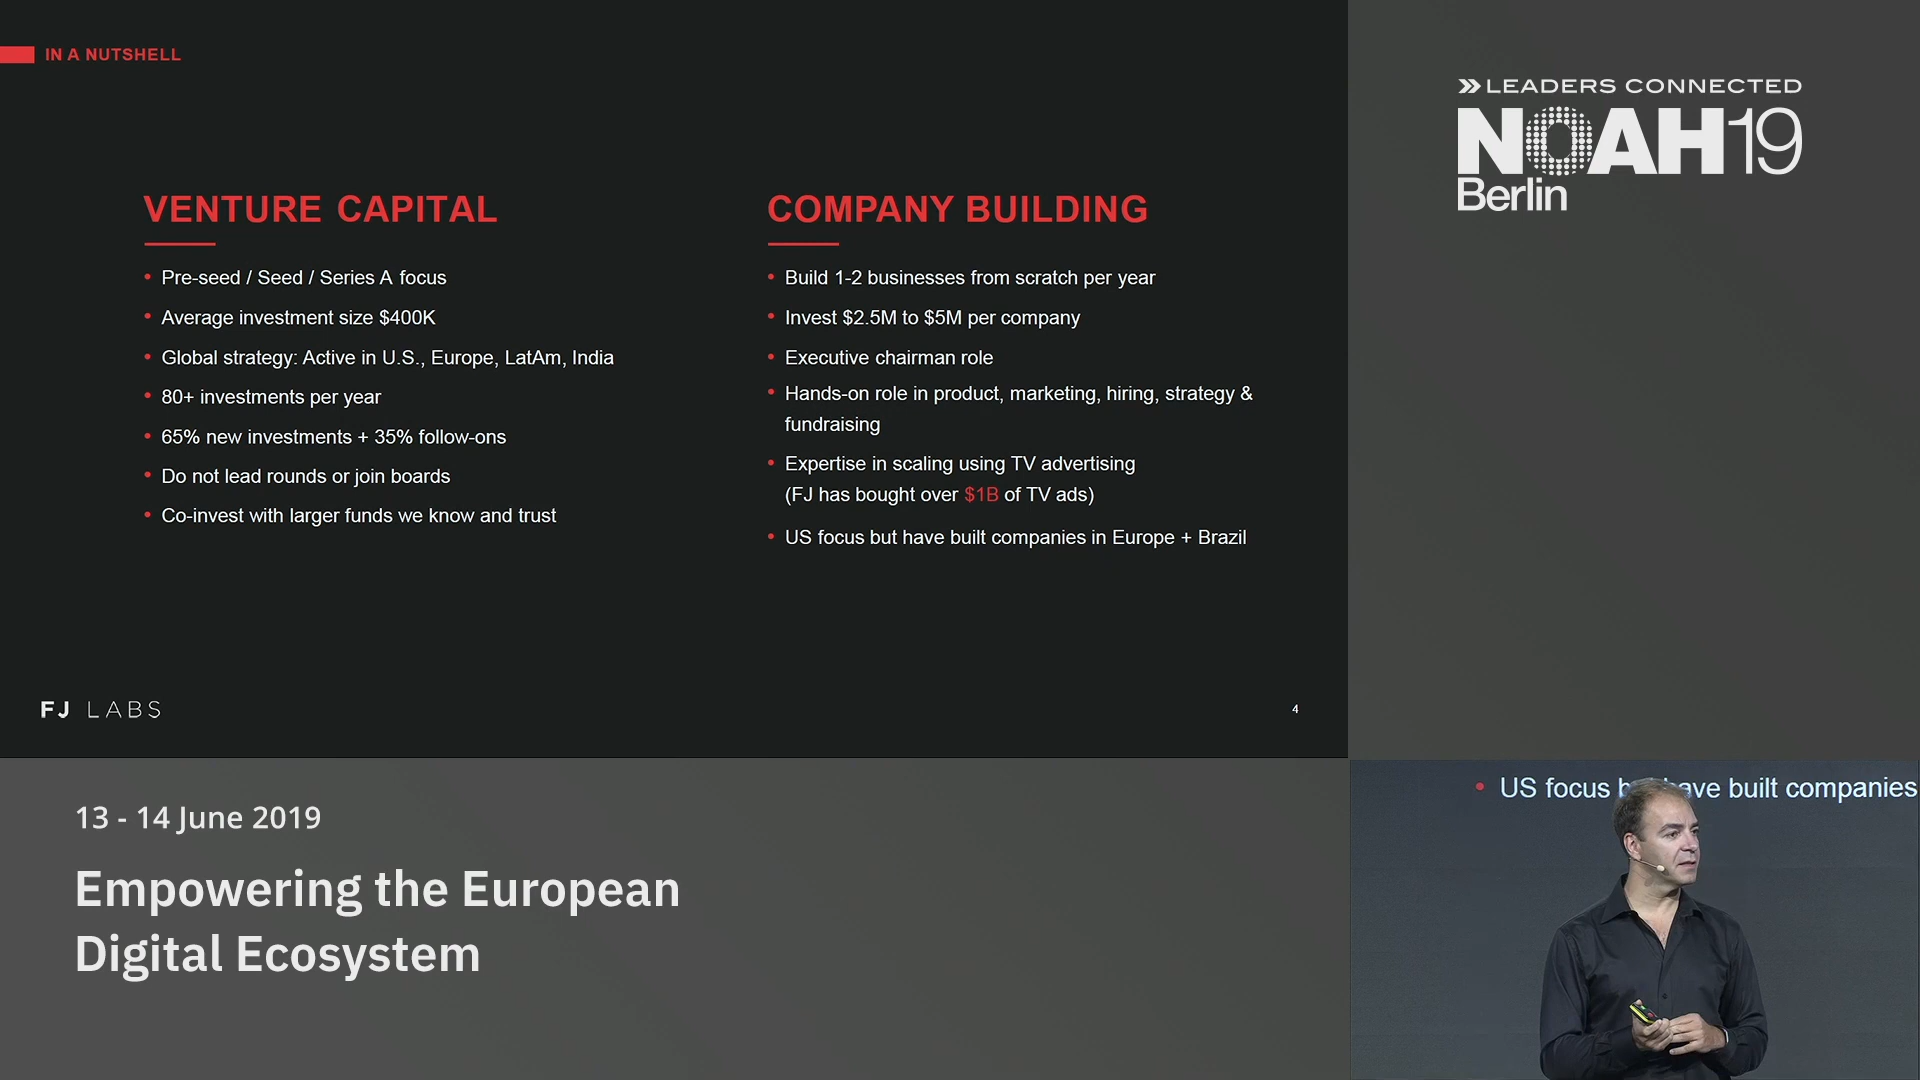 IN A NUTSHELL
VENTURE CAPITAL
• Pre-seed / Seed / Series A focus
• Average investment size $400K
• Global strategy: Active in U.S., Europe, LatAm, India
• 80+ investments per year
• 65% new investments + 35% follow-ons
• Do not lead rounds or join boards
• Co-invest with larger funds we know and trust
COMPANY BUILDING
• Build 1-2 businesses from scratch per year
• Invest $2.5M to $5M per company
• Executive chairman role
• Hands-on role in product, marketing, hiring, strategy &
fundraising
• Expertise in scaling using TV advertising
(FJ has bought over $1B of TV ads)
• US focus but have built companies in Europe + Brazil
FJ LABS
4
LEADERS CONNECTED
NOAH19
Berlin
13 - 14 June 2019
Empowering the European
Digital Ecosystem
• US focus have built companies